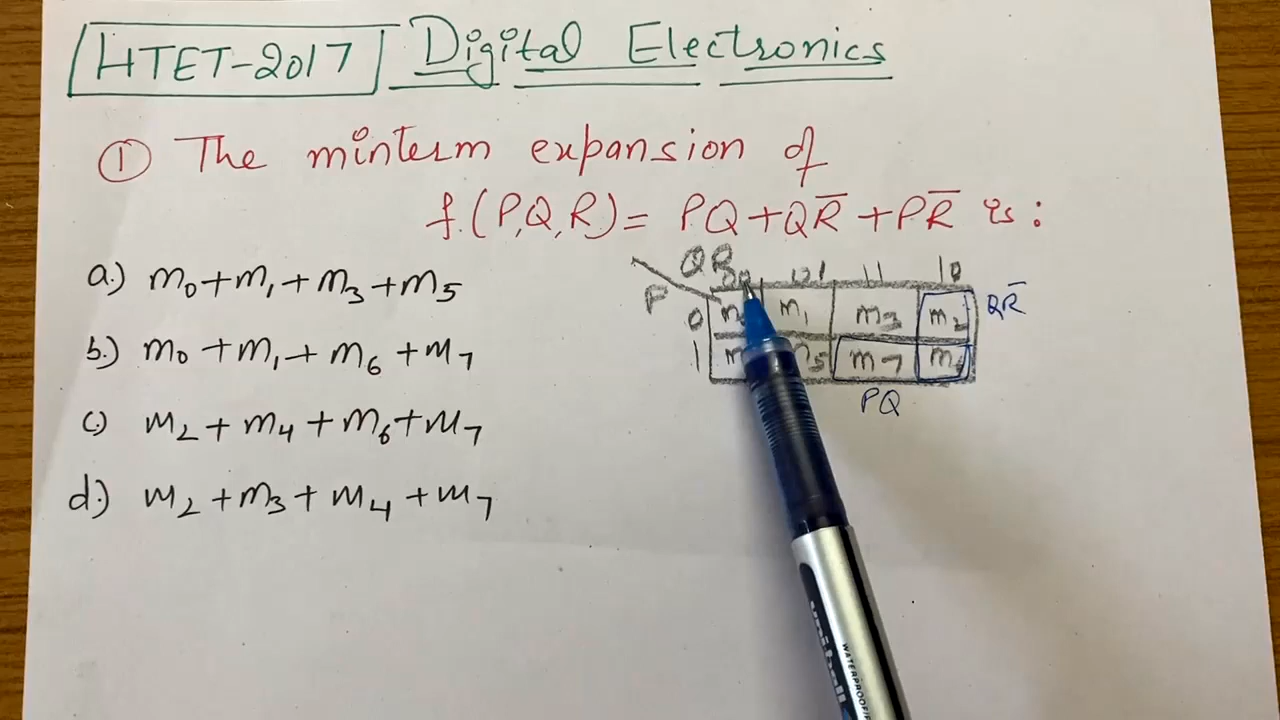 HTET-2017 Digital Electronics
① The minterm expansion of
f.(P,Q,R) = PQ+QR̅+PR̅ is:
a.) m₀+m₁+m₃+m₅
b.) m₀+m₁+m₆+m₇
c.) m₂+m₄+m₆+m₇
d.) m₂+m₃+m₄+m₇
QR
11 10
0 m₁ m₃ m₂ QR̅
1 m₇
PQ
WATERPROOF/F